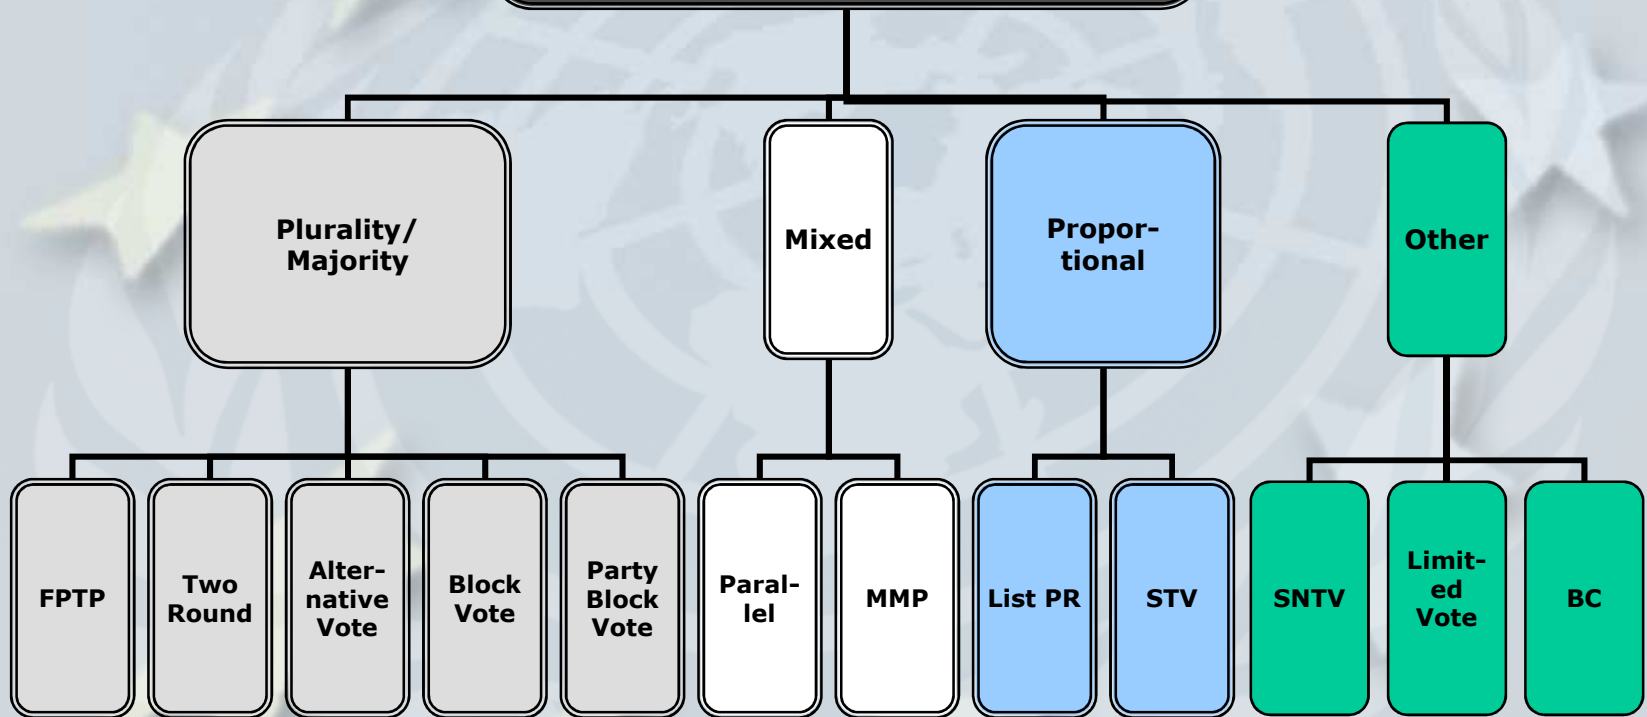 Plurality/
Majority
Mixed
Propor-
tional
Other
FPTP
Two
Round
Alter-
native
Vote
Block
Vote
Party
Block
Vote
Paral-
lel
MMP
List PR
STV
SNTV
Limit-
ed
Vote
BC